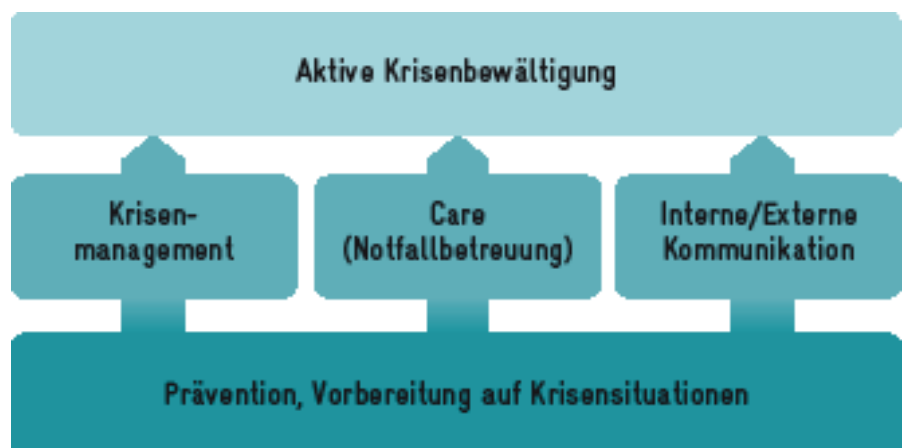 Aktive Krisenbewältigung
Krisen-
management
Care
(Notfallbetreuung)
Interne/Externe
Kommunikation
Prävention, Vorbereitung auf Krisensituationen